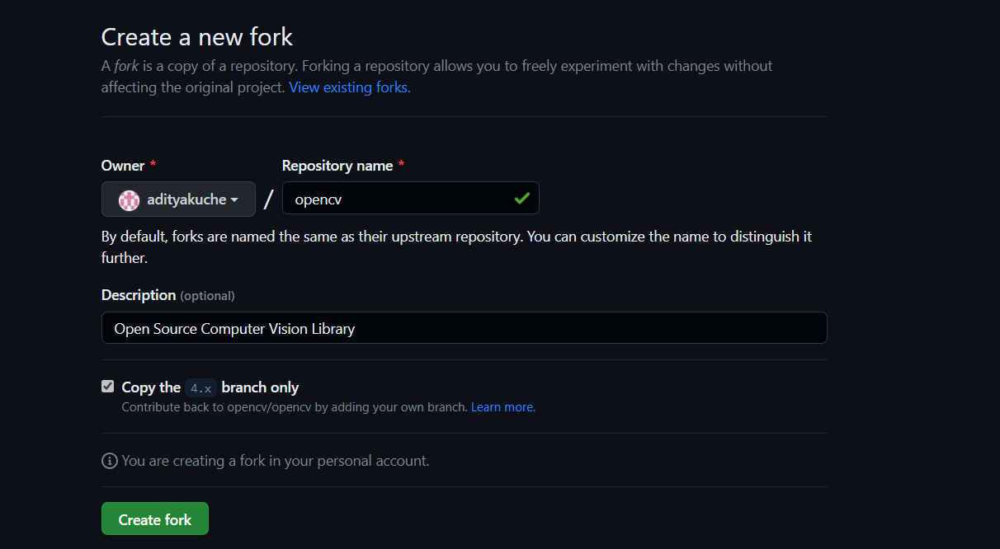 Create a new fork
A fork is a copy of a repository. Forking a repository allows you to freely experiment with changes without
affecting the original project. View existing forks.
Owner * Repository name *
adityakuche / opencv
By default, forks are named the same as their upstream repository. You can customize the name to distinguish it
further.
Description (optional)
Open Source Computer Vision Library
Copy the 4.x branch only
Contribute back to opencv/opencv by adding your own branch. Learn more.
You are creating a fork in your personal account.
Create fork